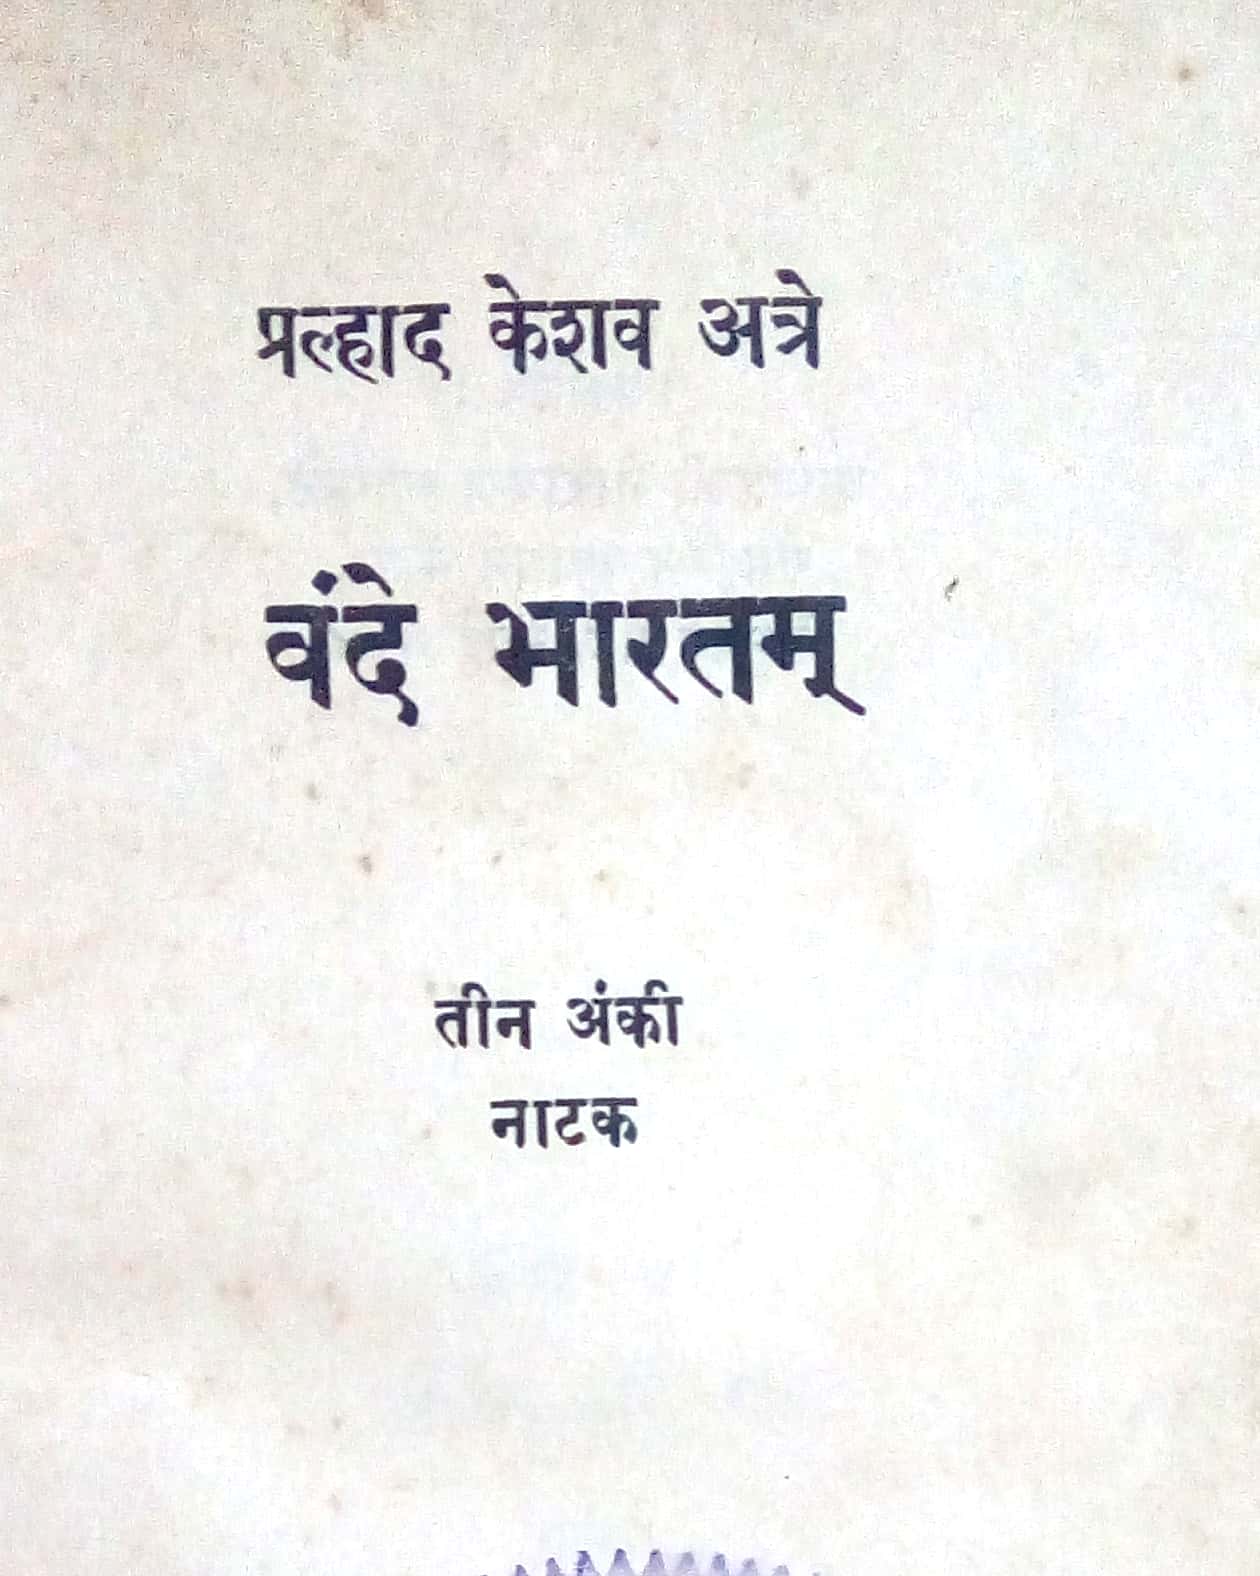 प्रल्हाद केशव अत्रे
वंदे भारतम्
तीन अंकी
नाटक